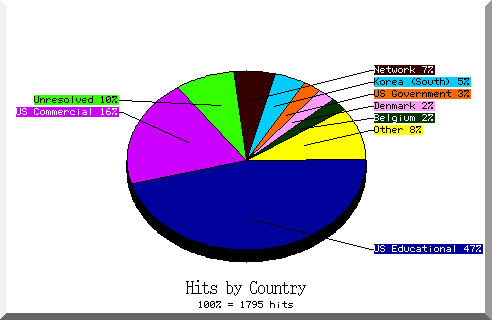 Network 7%
Korea (South) 5%
US Government 3%
Denmark 2%
Belgium 2%
Other 8%
Unresolved 10%
US Commercial 16%
US Educational 47%
Hits by Country
100% = 1795 hits